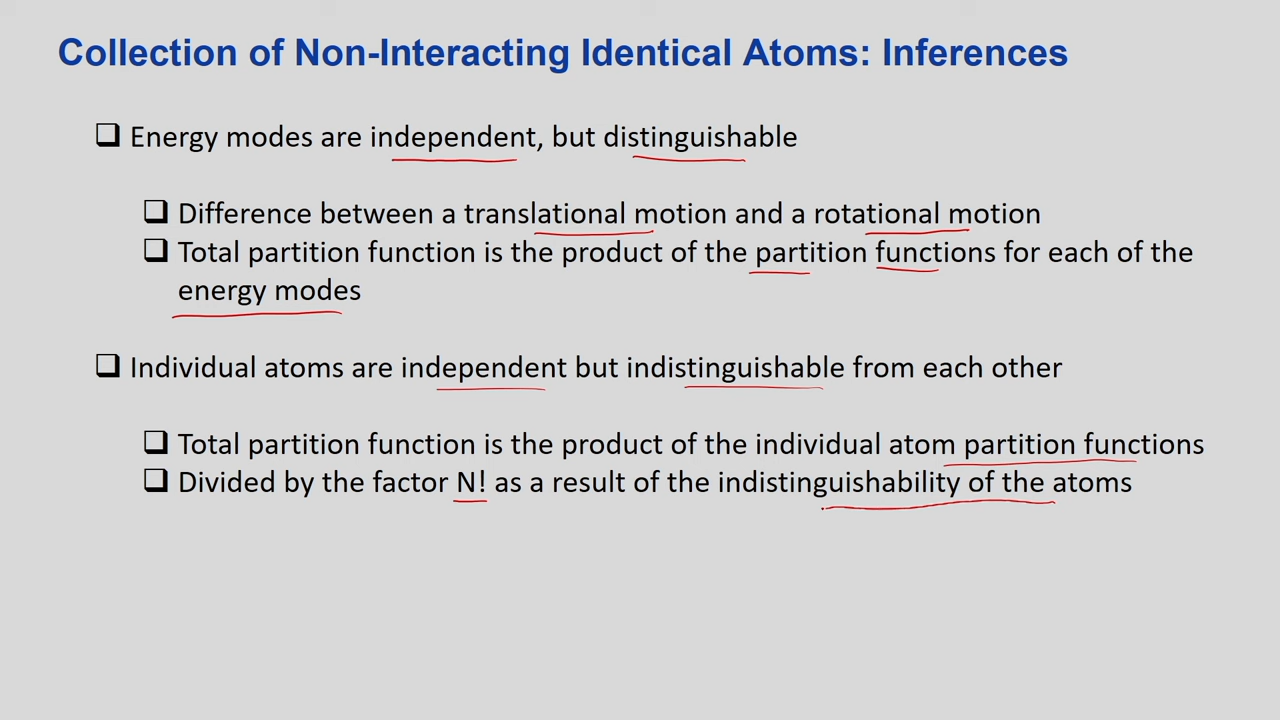 Collection of Non-Interacting Identical Atoms: Inferences
❑ Energy modes are independent, but distinguishable
❑ Difference between a translational motion and a rotational motion
❑ Total partition function is the product of the partition functions for each of the
energy modes
❑ Individual atoms are independent but indistinguishable from each other
❑ Total partition function is the product of the individual atom partition functions
❑ Divided by the factor N! as a result of the indistinguishability of the atoms